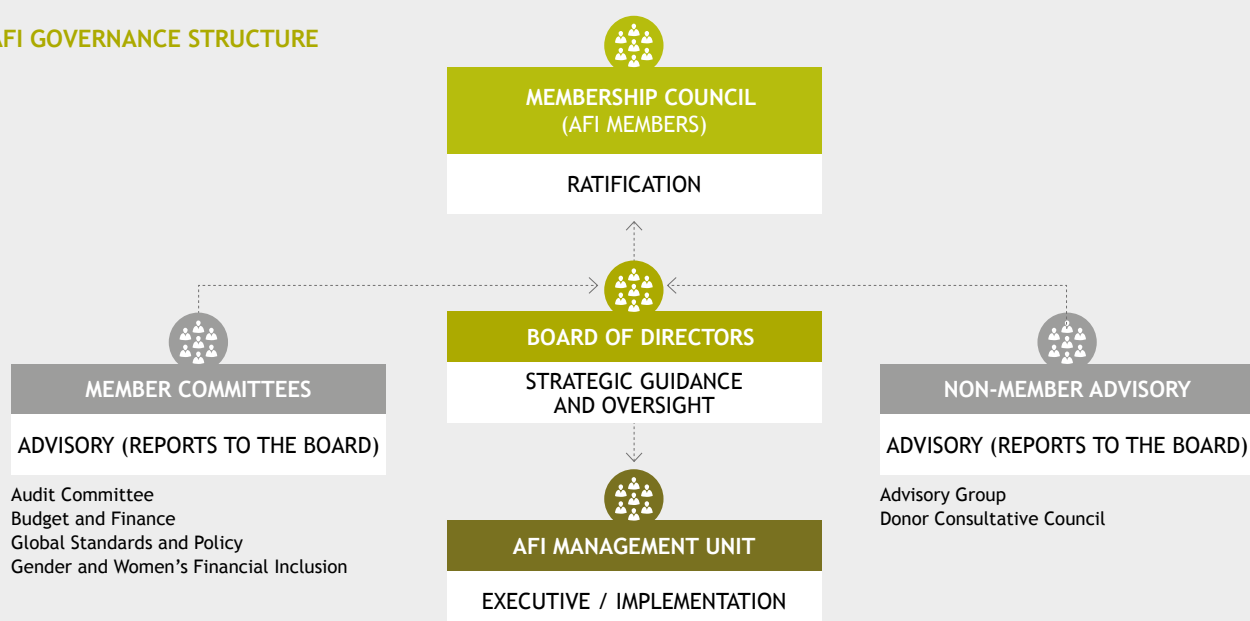 AFI GOVERNANCE STRUCTURE
MEMBERSHIP COUNCIL
(AFI MEMBERS)
RATIFICATION
BOARD OF DIRECTORS
STRATEGIC GUIDANCE
AND OVERSIGHT
MEMBER COMMITTEES
ADVISORY (REPORTS TO THE BOARD)
Audit Committee
Budget and Finance
Global Standards and Policy
Gender and Women’s Financial Inclusion
NON-MEMBER ADVISORY
ADVISORY (REPORTS TO THE BOARD)
Advisory Group
Donor Consultative Council
AFI MANAGEMENT UNIT
EXECUTIVE / IMPLEMENTATION